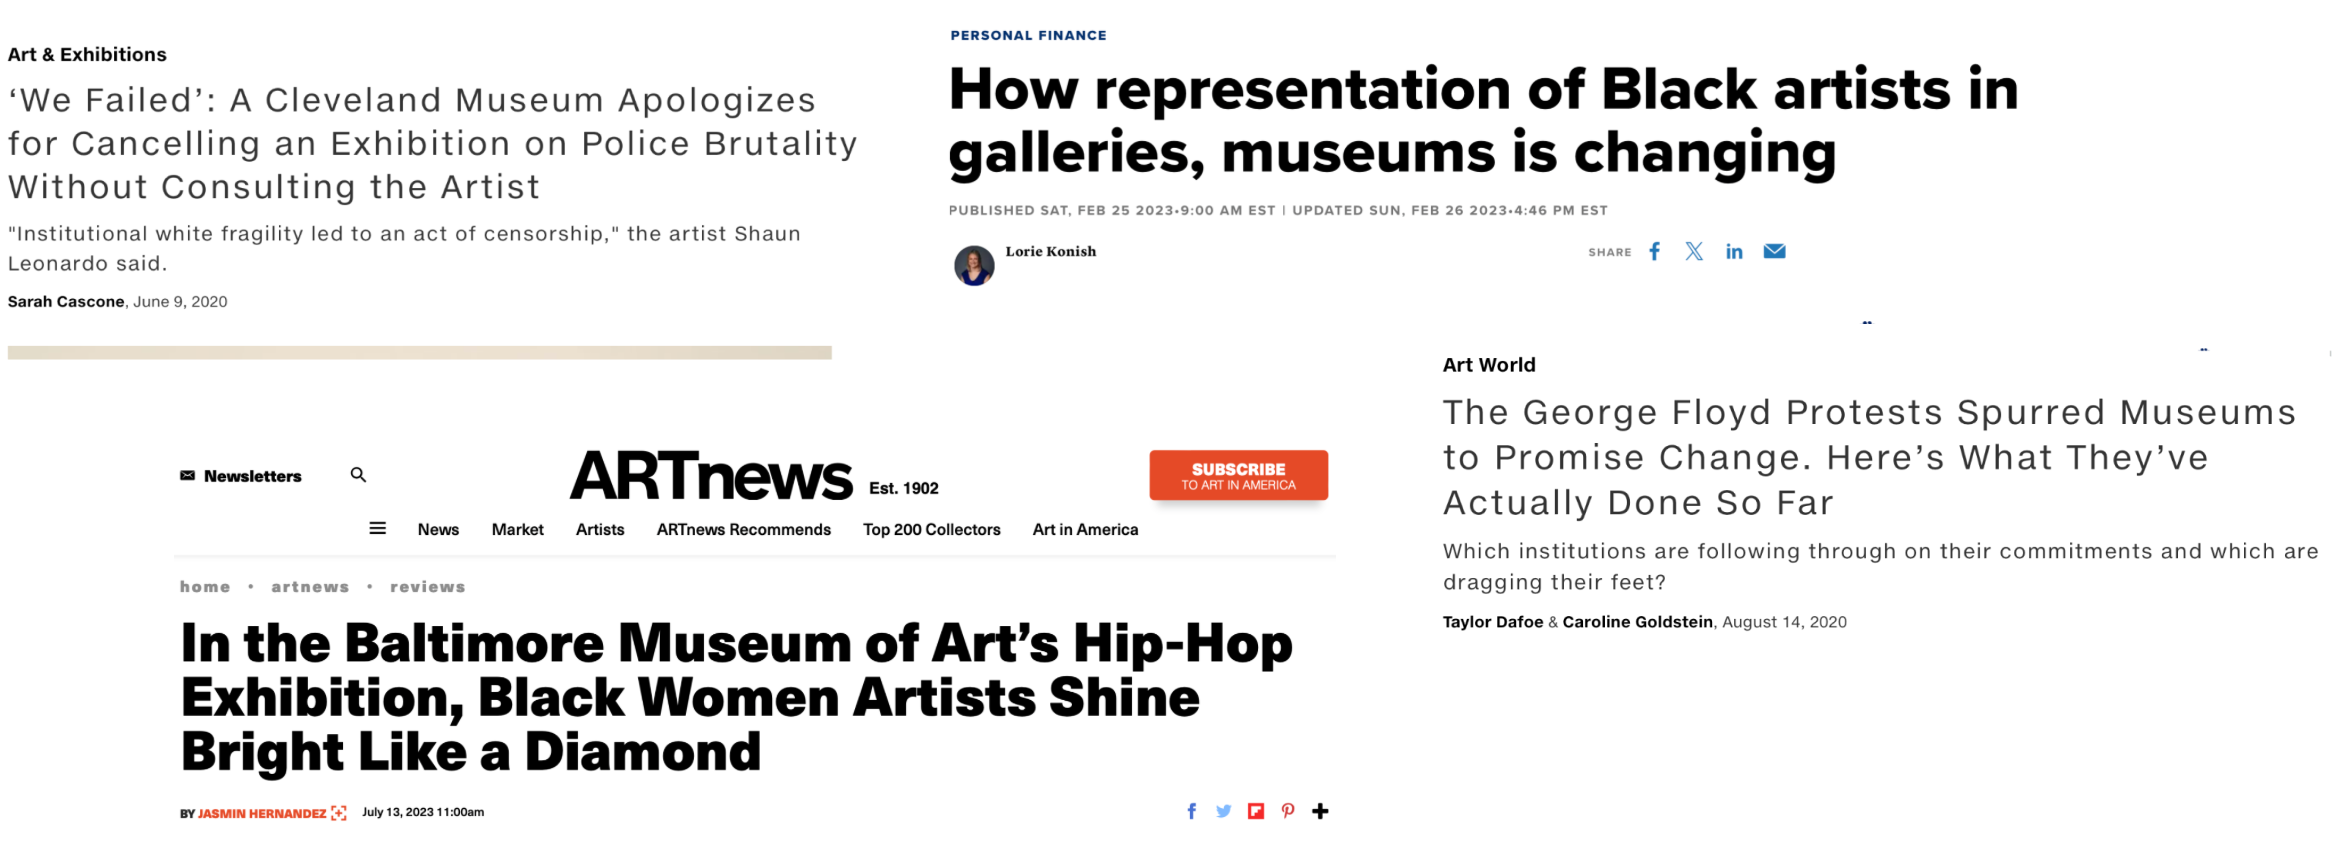 Art & Exhibitions
‘We Failed’: A Cleveland Museum Apologizes
for Cancelling an Exhibition on Police Brutality
Without Consulting the Artist
"Institutional white fragility led to an act of censorship," the artist Shaun
Leonardo said.
Sarah Cascone, June 9, 2020
PERSONAL FINANCE
How representation of Black artists in
galleries, museums is changing
PUBLISHED SAT, FEB 25 2023•9:00 AM EST | UPDATED SUN, FEB 26 2023•4:46 PM EST
Lorie Konish
SHARE
Newsletters
ARTnews Est. 1902
SUBSCRIBE
TO ART IN AMERICA
News Market Artists ARTnews Recommends Top 200 Collectors Art in America
home • artnews • reviews
In the Baltimore Museum of Art’s Hip-Hop
Exhibition, Black Women Artists Shine
Bright Like a Diamond
BY JASMIN HERNANDEZ July 13, 2023 11:00am
Art World
The George Floyd Protests Spurred Museums
to Promise Change. Here’s What They’ve
Actually Done So Far
Which institutions are following through on their commitments and which are
dragging their feet?
Taylor Dafoe & Caroline Goldstein, August 14, 2020